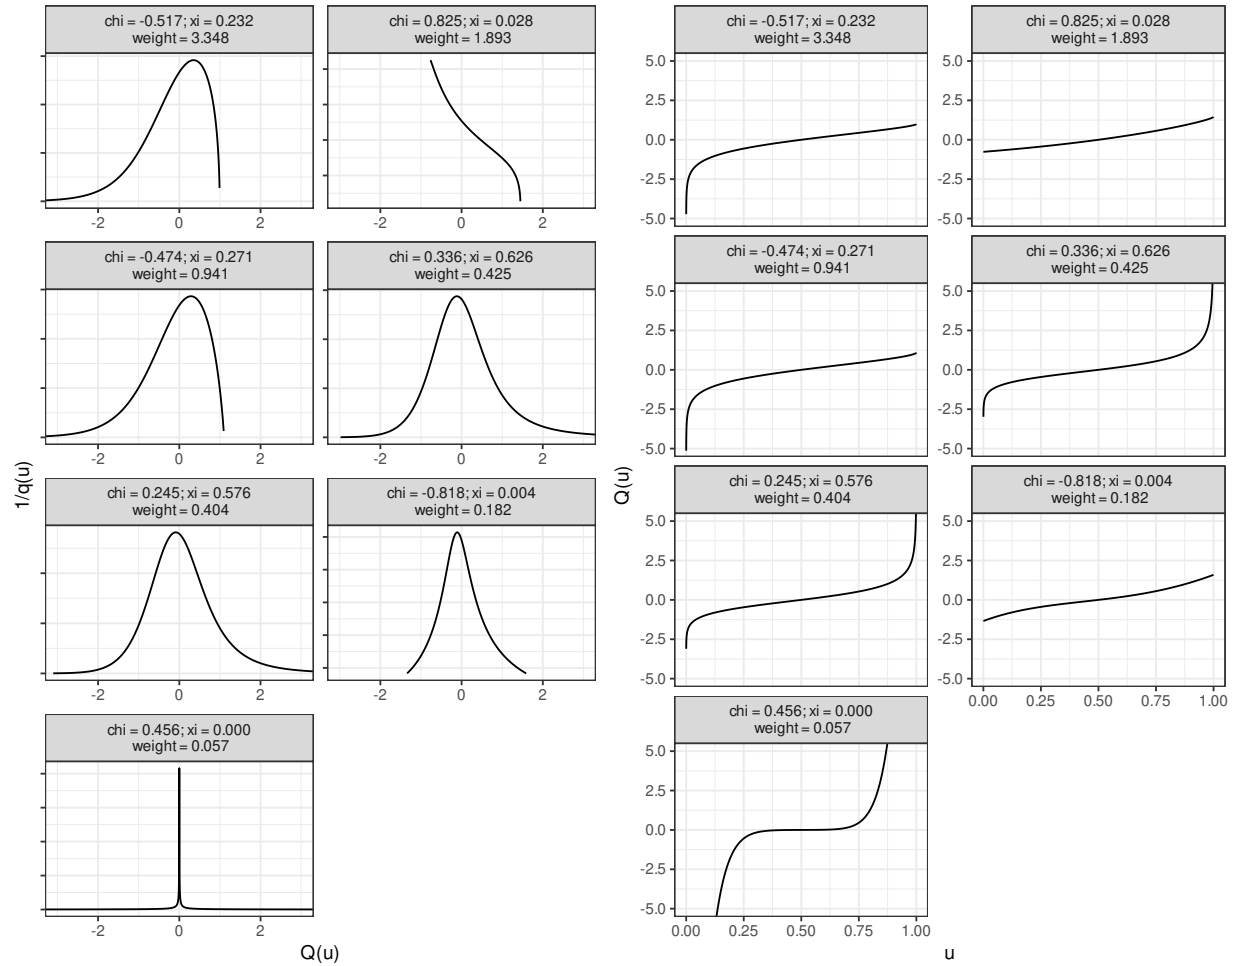 chi = -0.517; xi = 0.232
weight = 3.348
chi = 0.825; xi = 0.028
weight = 1.893
-2 0 2
-2 0 2
chi = -0.474; xi = 0.271
weight = 0.941
chi = 0.336; xi = 0.626
weight = 0.425
-2 0 2
-2 0 2
chi = 0.245; xi = 0.576
weight = 0.404
chi = -0.818; xi = 0.004
weight = 0.182
-2 0 2
-2 0 2
chi = 0.456; xi = 0.000
weight = 0.057
-2 0 2
1/q(u)
Q(u)
chi = -0.517; xi = 0.232
weight = 3.348
chi = 0.825; xi = 0.028
weight = 1.893
5.0
2.5
0.0
-2.5
-5.0
5.0
2.5
0.0
-2.5
-5.0
chi = -0.474; xi = 0.271
weight = 0.941
chi = 0.336; xi = 0.626
weight = 0.425
5.0
2.5
0.0
-2.5
-5.0
5.0
2.5
0.0
-2.5
-5.0
chi = 0.245; xi = 0.576
weight = 0.404
chi = -0.818; xi = 0.004
weight = 0.182
5.0
2.5
0.0
-2.5
-5.0
5.0
2.5
0.0
-2.5
-5.0
0.00 0.25 0.50 0.75 1.00
chi = 0.456; xi = 0.000
weight = 0.057
5.0
2.5
0.0
-2.5
-5.0
0.00 0.25 0.50 0.75 1.00
Q(u)
u